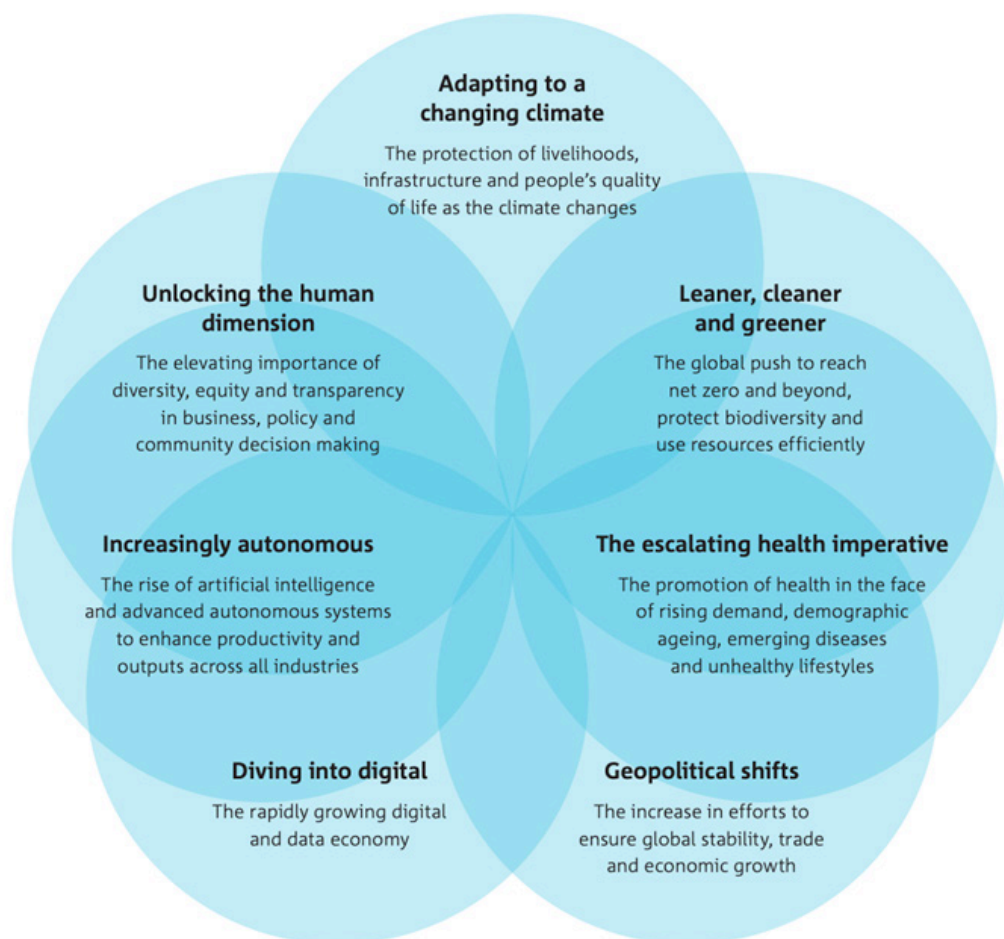 Adapting to a
changing climate
The protection of livelihoods,
infrastructure and people's quality
of life as the climate changes
Unlocking the human
dimension
The elevating importance of
diversity, equity and transparency
in business, policy and
community decision making
Leaner, cleaner
and greener
The global push to reach
net zero and beyond,
protect biodiversity and
use resources efficiently
Increasingly autonomous
The rise of artificial intelligence
and advanced autonomous systems
to enhance productivity and
outputs across all industries
The escalating health imperative
The promotion of health in the face
of rising demand, demographic
ageing, emerging diseases
and unhealthy lifestyles
Diving into digital
The rapidly growing digital
and data economy
Geopolitical shifts
The increase in efforts to
ensure global stability, trade
and economic growth